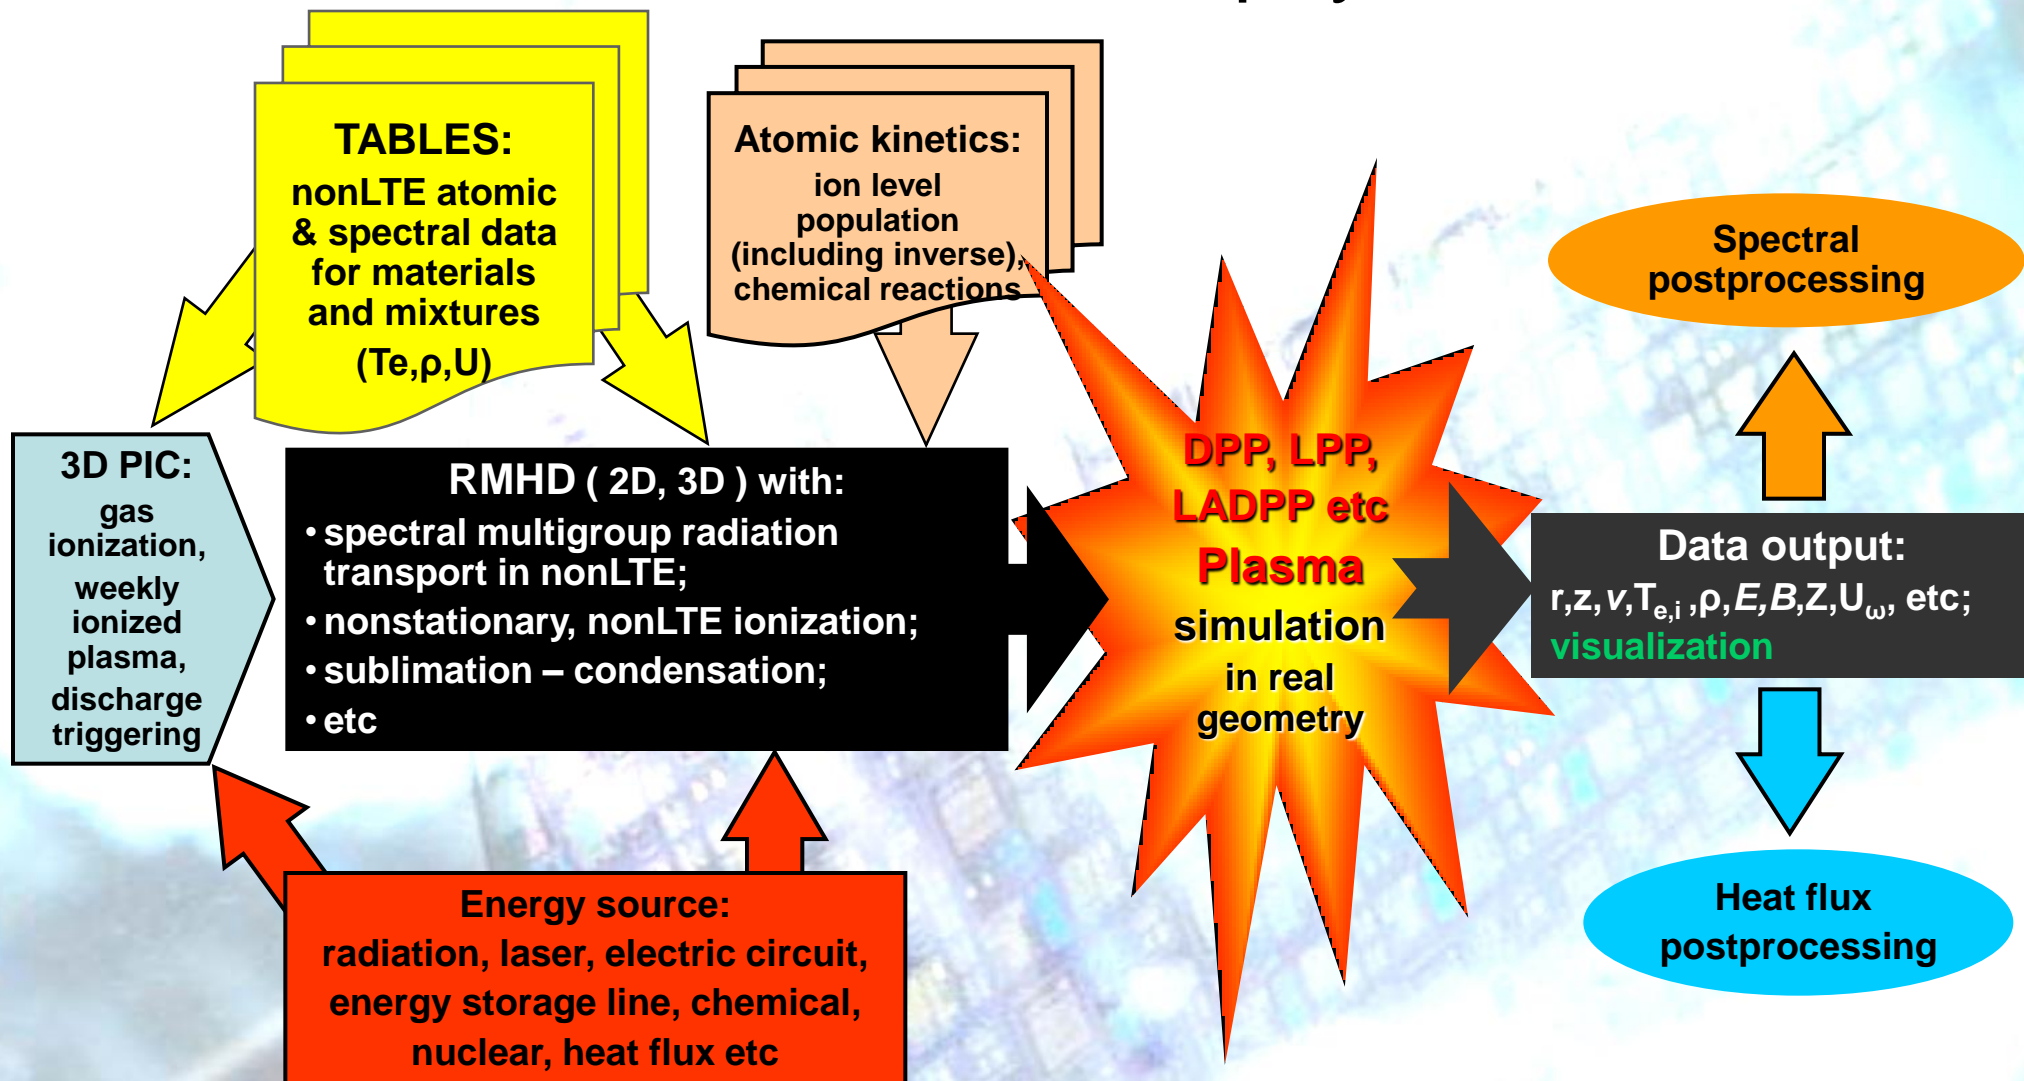 TABLES:
nonLTE atomic
& spectral data
for materials
and mixtures
(Te,ρ,U)
Atomic kinetics:
ion level
population
(including inverse),
chemical reactions
3D PIC:
gas
ionization,
weekly
ionized
plasma,
discharge
triggering
RMHD ( 2D, 3D ) with:
• spectral multigroup radiation
transport in nonLTE;
• nonstationary, nonLTE ionization;
• sublimation – condensation;
• etc
Energy source:
radiation, laser, electric circuit,
energy storage line, chemical,
nuclear, heat flux etc
DPP, LPP,
LADPP etc
Plasma
simulation
in real
geometry
Spectral
postprocessing
Data output:
r,z,v,Te,i ,ρ,E,B,Z,Uω, etc;
visualization
Heat flux
postprocessing